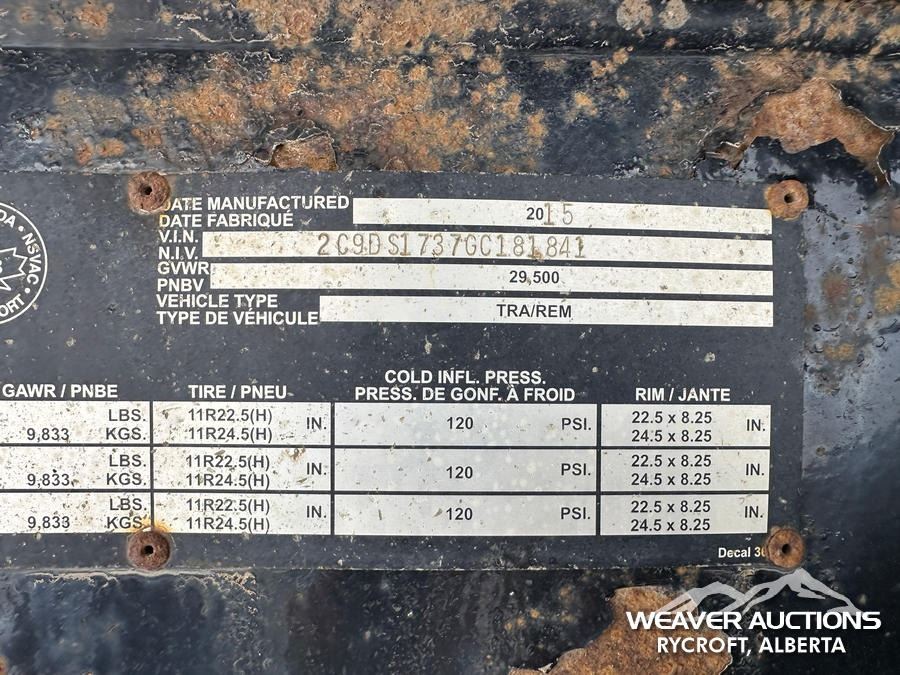 DATE MANUFACTURED
DATE FABRIQUÉ
2015
V.I.N.
N.I.V.
2C9DS1737GC181841
GVWR
PNBV
29,500
VEHICLE TYPE
TYPE DE VÉHICULE
TRA/REM
DA • NSVAC •
ORT
GAWR / PNBE TIRE / PNEU COLD INFL. PRESS. PRESS. DE GONF. À FROID RIM / JANTE
LBS. 11R22.5(H) IN. 120 PSI. 22.5 x 8.25 IN.
9,833 KGS. 11R24.5(H) 24.5 x 8.25
LBS. 11R22.5(H) IN. 120 PSI. 22.5 x 8.25 IN.
9,833 KGS. 11R24.5(H) 24.5 x 8.25
LBS. 11R22.5(H) IN. 120 PSI. 22.5 x 8.25 IN.
9,833 KGS. 11R24.5(H) 24.5 x 8.25
Decal
WEAVER AUCTIONS
RYCROFT, ALBERTA